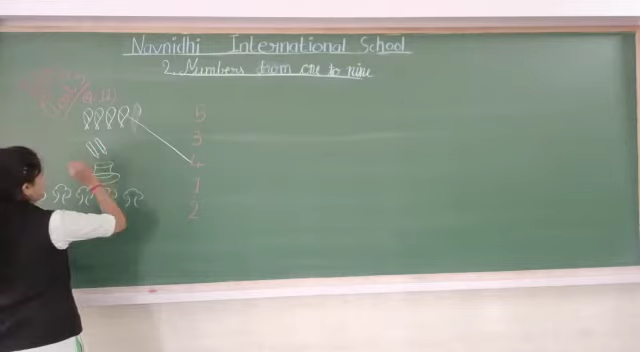 Navnidhi International School
2. Numbers from one to nine
5
3
4
1
2